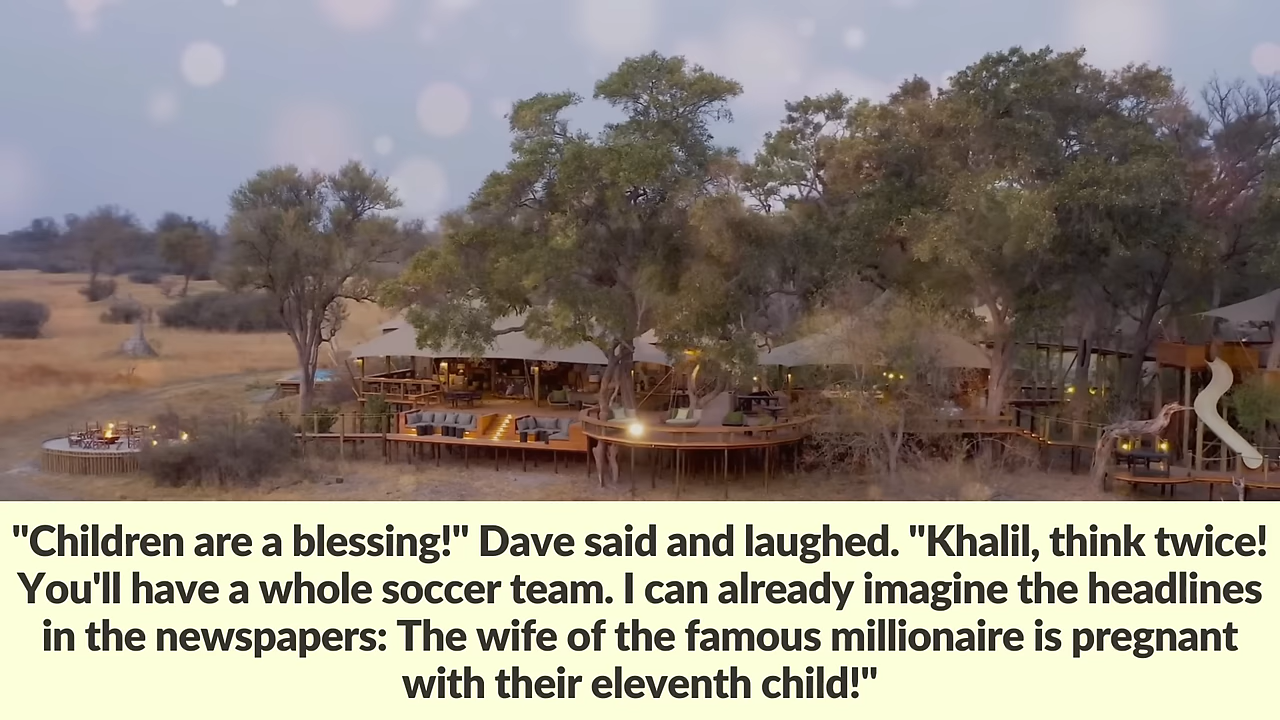 "Children are a blessing!" Dave said and laughed. "Khalil, think twice!
You'll have a whole soccer team. I can already imagine the headlines
in the newspapers: The wife of the famous millionaire is pregnant
with their eleventh child!"